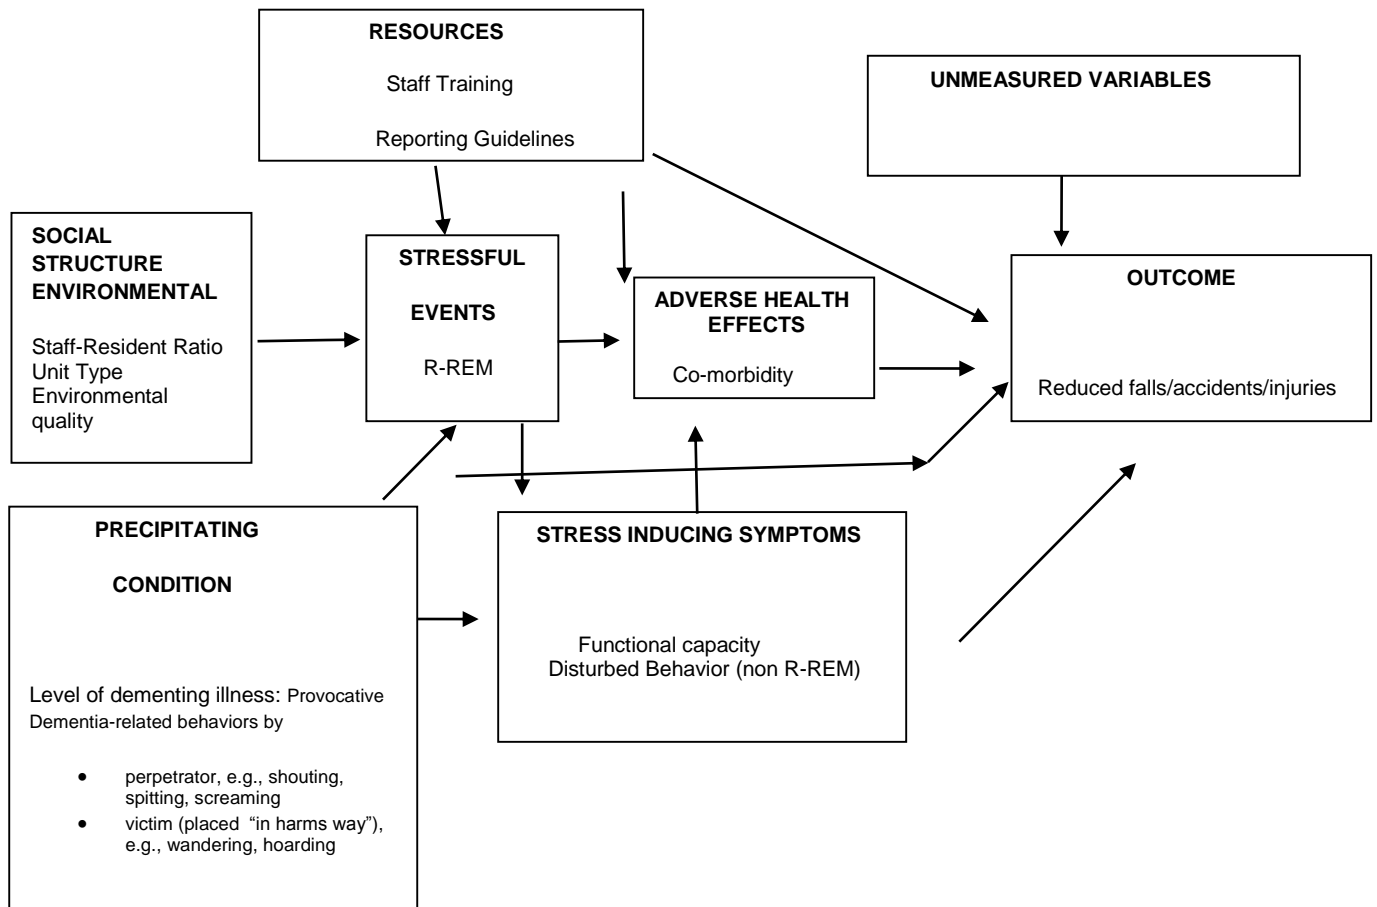 RESOURCES
Staff Training
Reporting Guidelines
UNMEASURED VARIABLES
SOCIAL
STRUCTURE
ENVIRONMENTAL
Staff-Resident Ratio
Unit Type
Environmental
quality
STRESSFUL
EVENTS
R-REM
ADVERSE HEALTH
EFFECTS
Co-morbidity
OUTCOME
Reduced falls/accidents/injuries
PRECIPITATING
CONDITION
Level of dementing illness: Provocative
Dementia-related behaviors by
• perpetrator, e.g., shouting,
spitting, screaming
• victim (placed “in harms way”),
e.g., wandering, hoarding
STRESS INDUCING SYMPTOMS
Functional capacity
Disturbed Behavior (non R-REM)